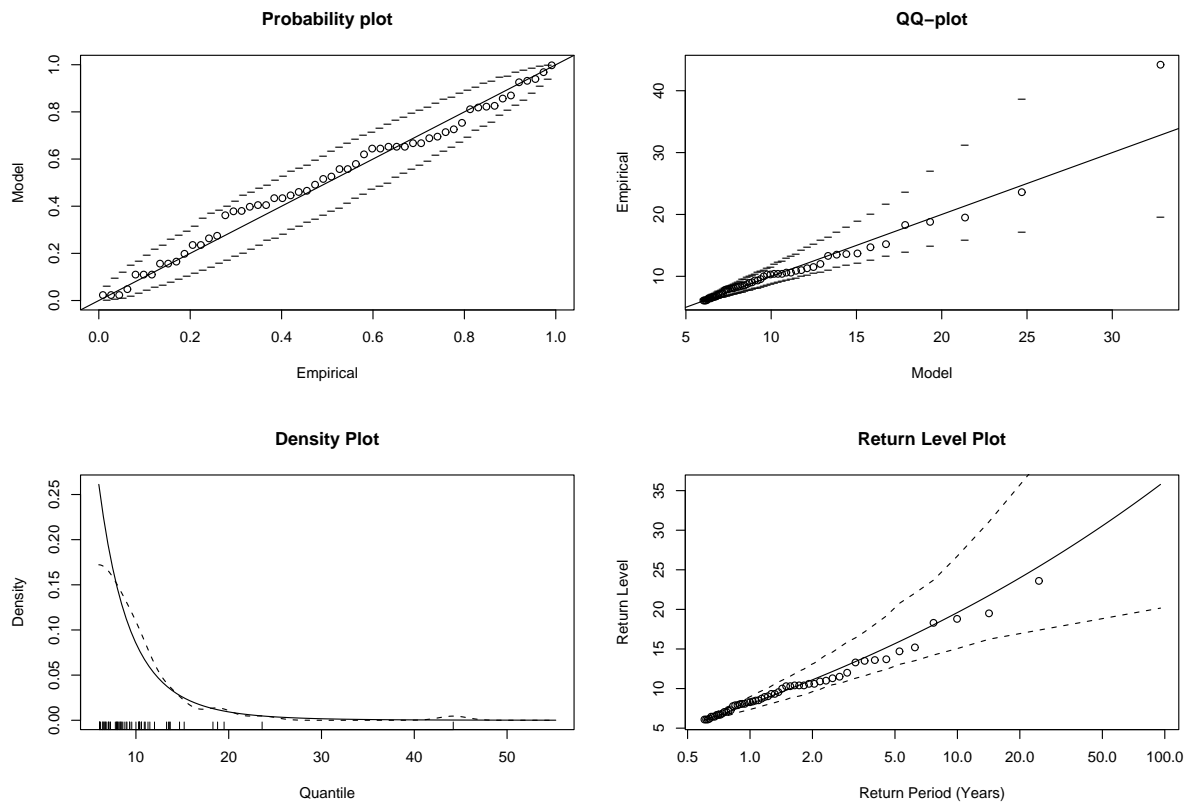 Probability plot
Model
0.0 0.2 0.4 0.6 0.8 1.0
0.0 0.2 0.4 0.6 0.8 1.0
Empirical
QQ−plot
Empirical
10 20 30 40
5 10 15 20 25 30
Model
Density Plot
Density
0.00 0.05 0.10 0.15 0.20 0.25
10 20 30 40 50
Quantile
Return Level Plot
Return Level
5 10 15 20 25 30 35
0.5 1.0 2.0 5.0 10.0 20.0 50.0 100.0
Return Period (Years)